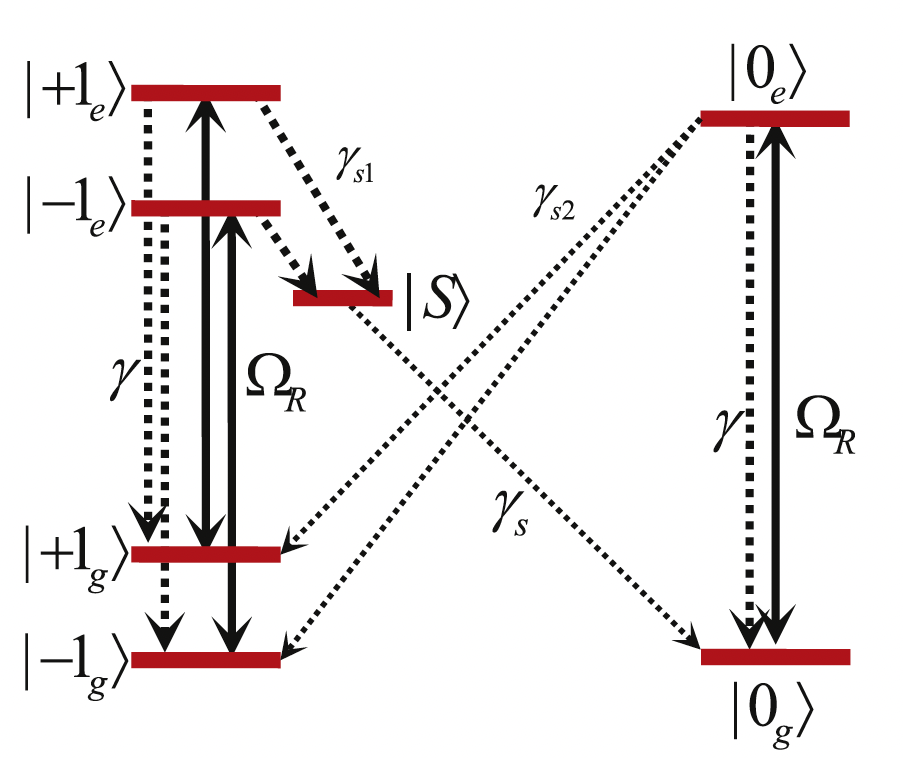 |+1e⟩
|0e⟩
γs1
|−1e⟩
γs2
|S⟩
γ
ΩR
γ
ΩR
γs
|+1g⟩
|−1g⟩
|0g⟩